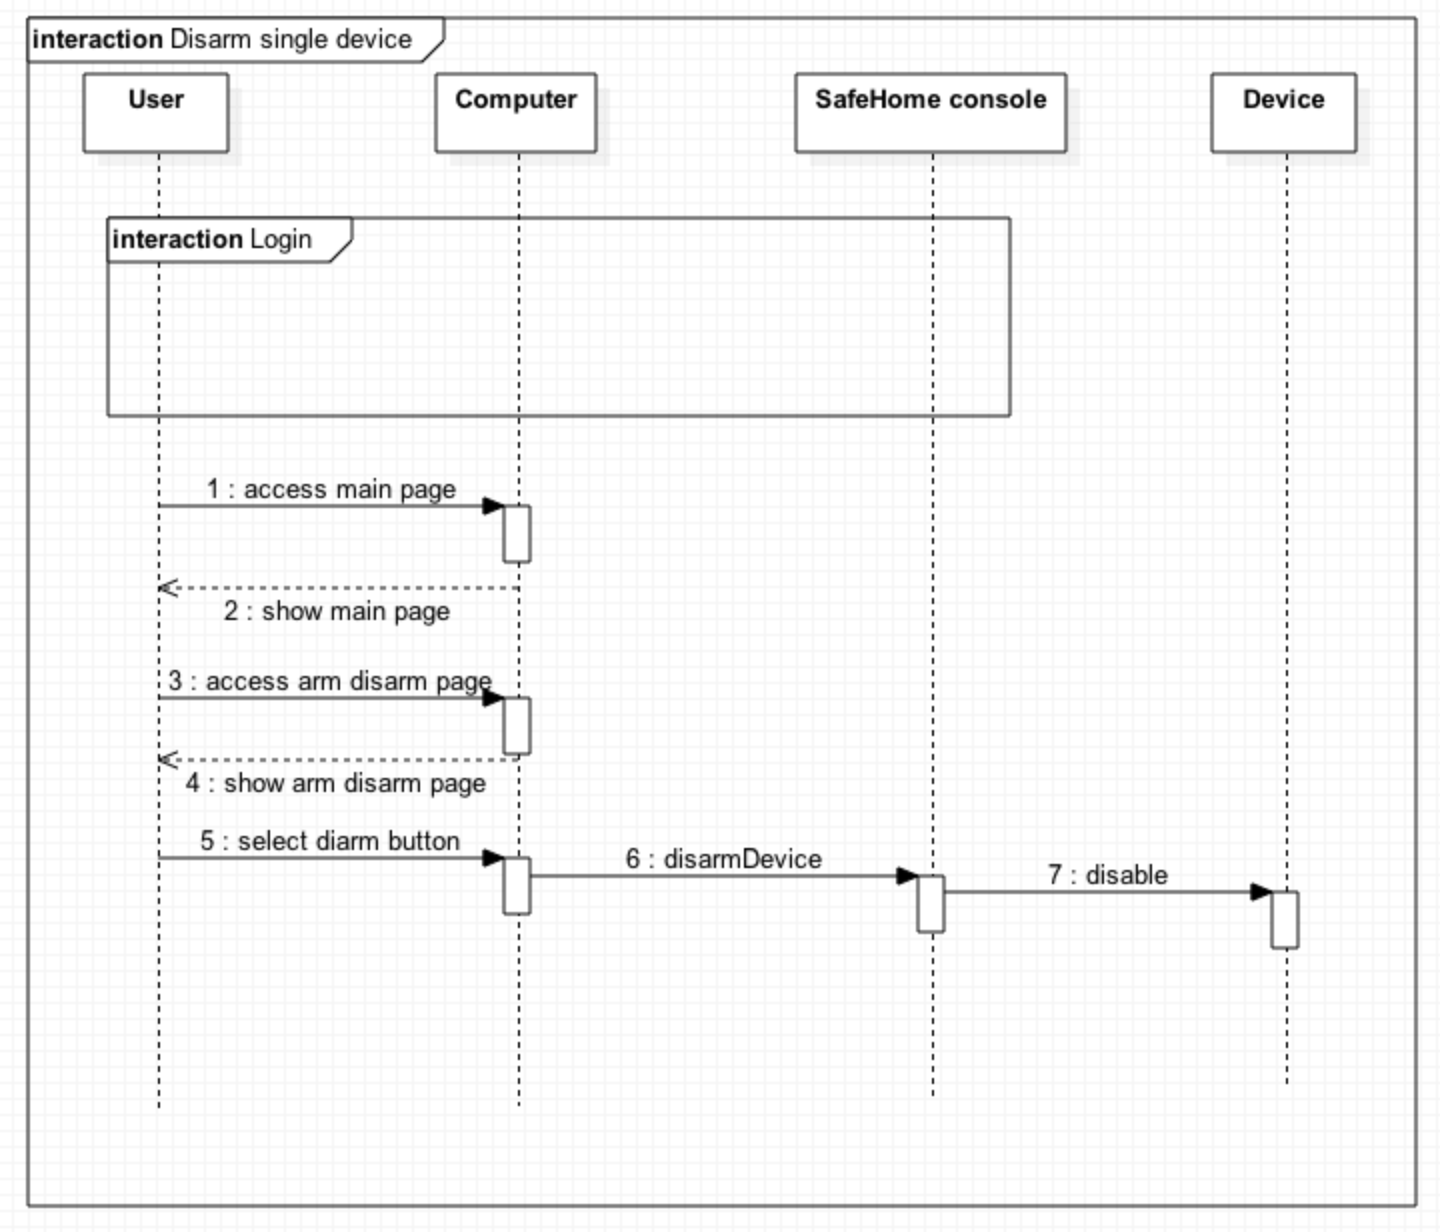 interaction Disarm single device
User
Computer
SafeHome console
Device
interaction Login
1 : access main page
2 : show main page
3 : access arm disarm page
4 : show arm disarm page
5 : select diarm button
6 : disarmDevice
7 : disable